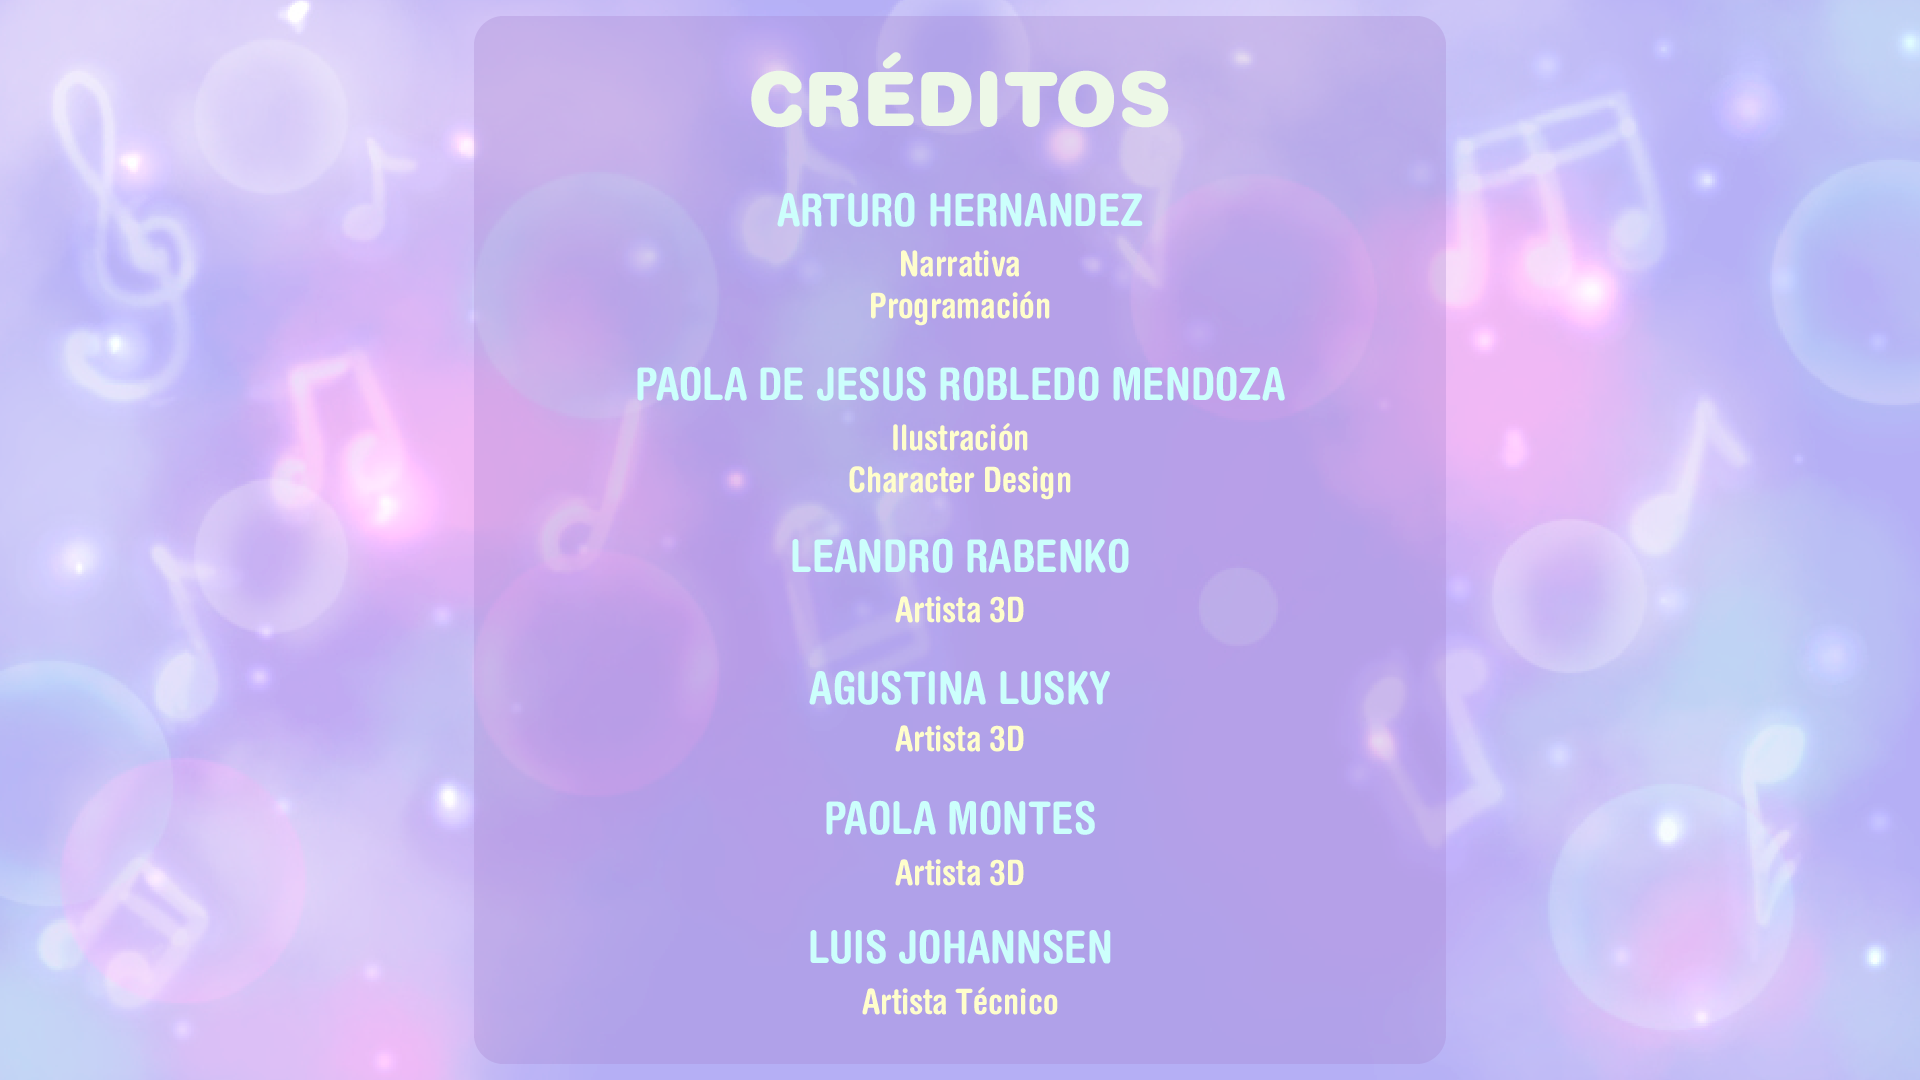 CRÉDITOS
ARTURO HERNANDEZ
Narrativa
Programación
PAOLA DE JESUS ROBLEDO MENDOZA
Ilustración
Character Design
LEANDRO RABENKO
Artista 3D
AGUSTINA LUSKY
Artista 3D
PAOLA MONTES
Artista 3D
LUIS JOHANNSEN
Artista Técnico